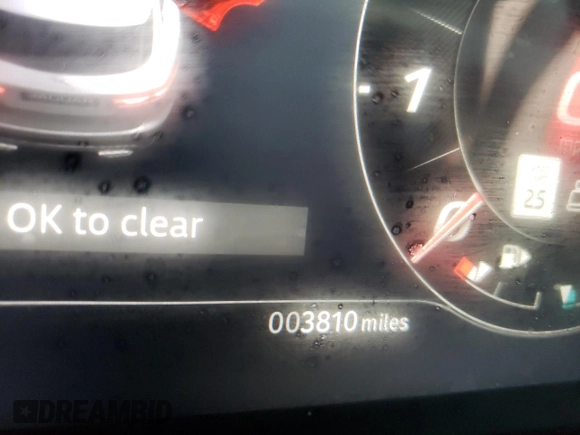 1
OK to clear
0
25
003810 miles
DREAMBID